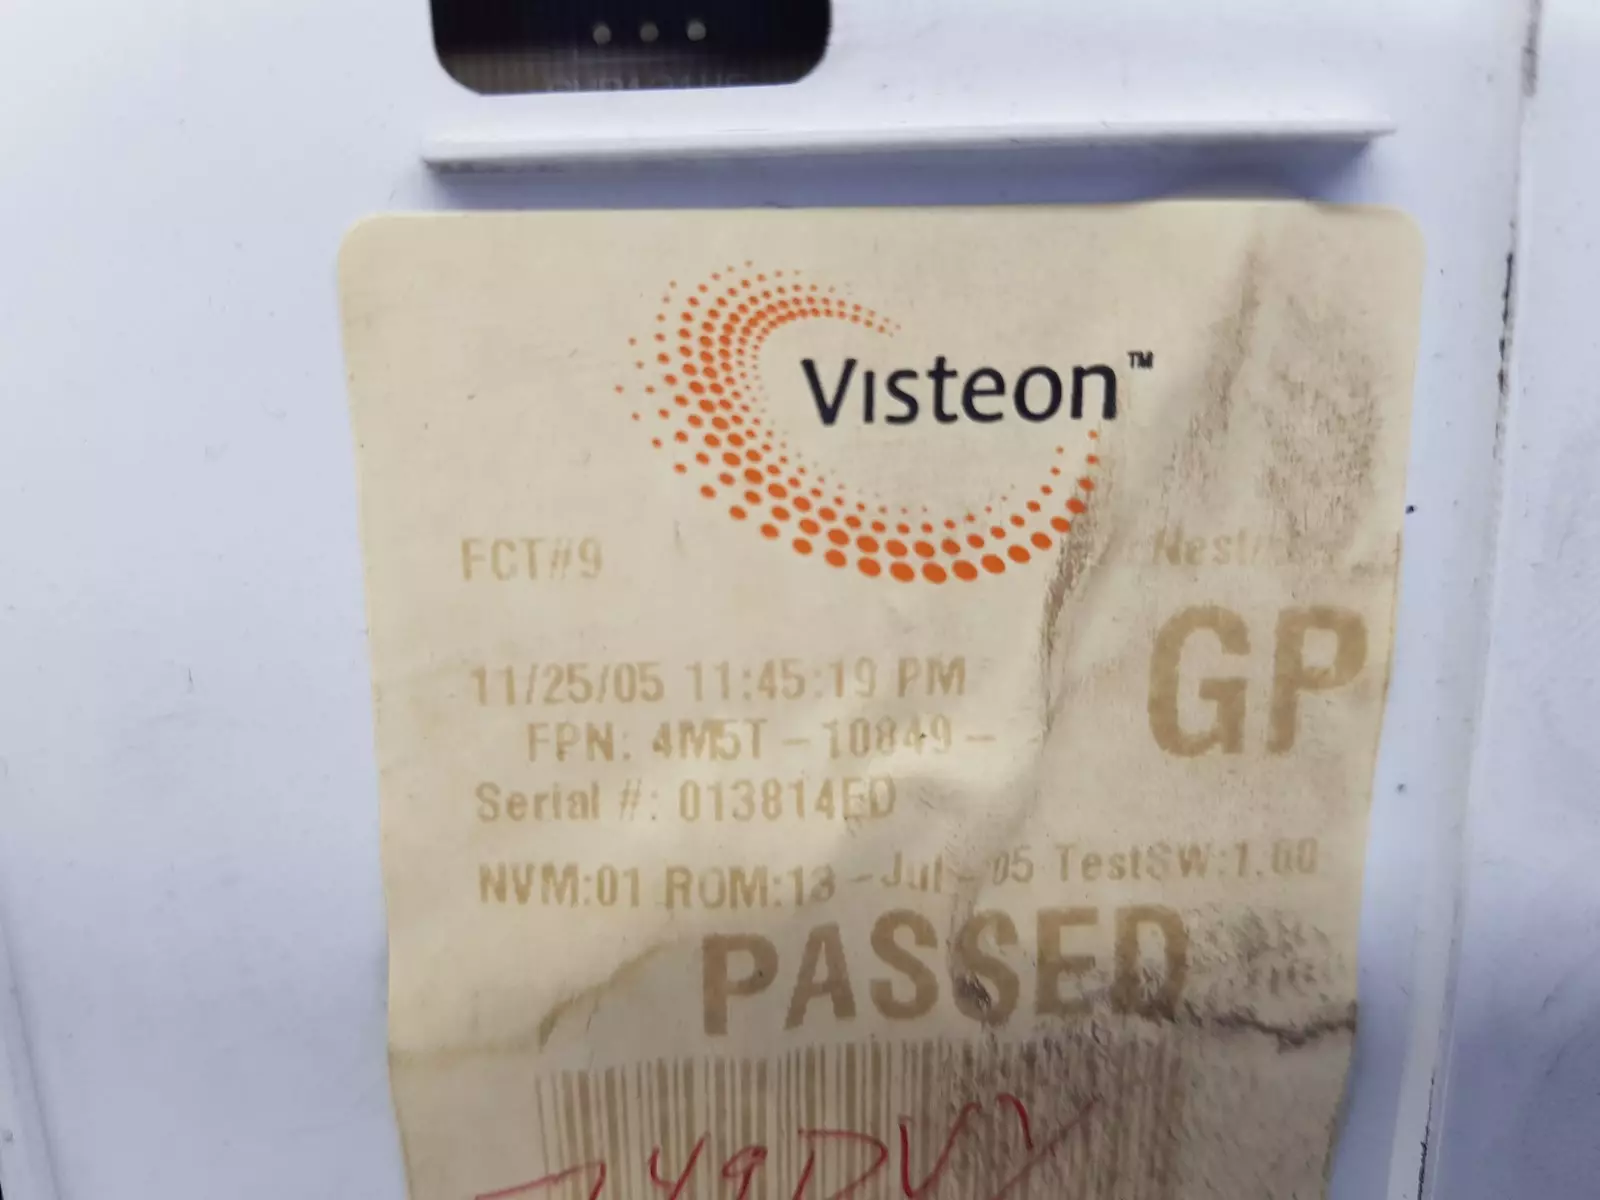 Visteon™
FCT#9
GP
11/25/05 11:45:19 PM
FPN: 4M5T-10849-
Serial #: 013814ED
NVM:01 ROM:13-Jul-05 TestSW:1.00
PASSED